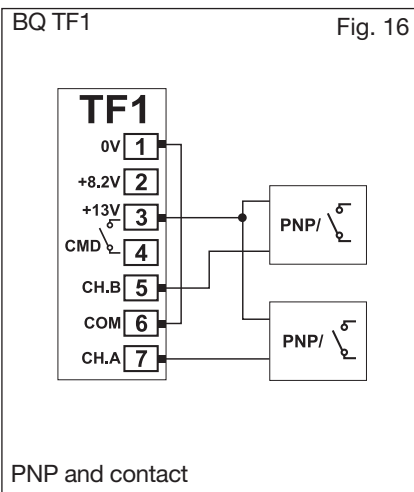 BQ TF1
Fig. 16
TF1
0V 1
+8.2V 2
+13V 3
CMD 4
CH.B 5
COM 6
CH.A 7
PNP/
PNP/
PNP and contact